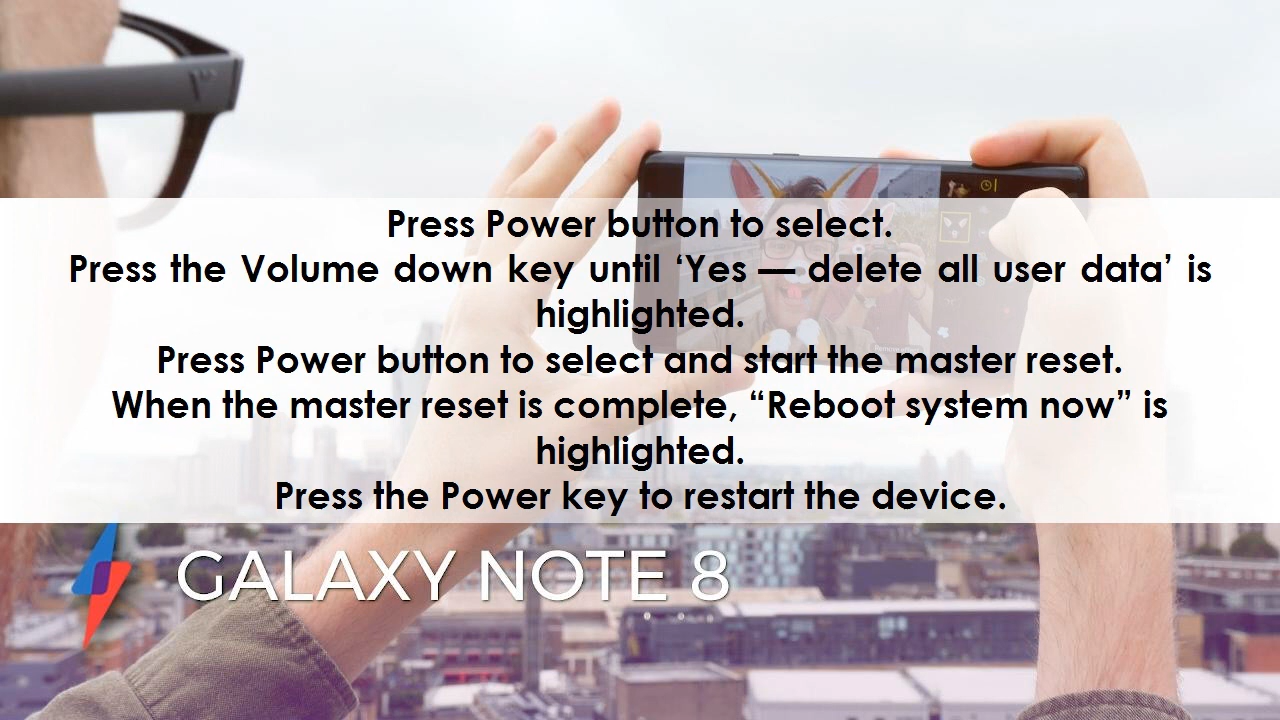 Press Power button to select.
Press the Volume down key until ‘Yes — delete all user data’ is
highlighted.
Press Power button to select and start the master reset.
When the master reset is complete, “Reboot system now” is
highlighted.
Press the Power key to restart the device.
GALAXY NOTE 8